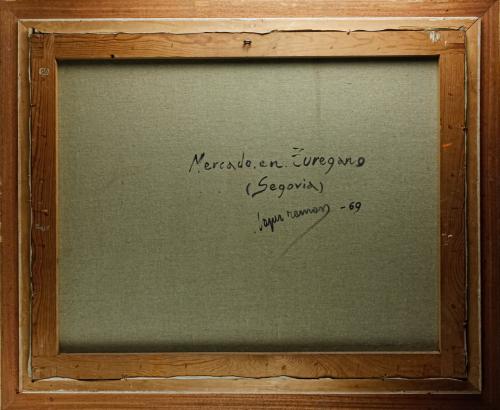 Mercado en Turegano
(Segovia)
-69